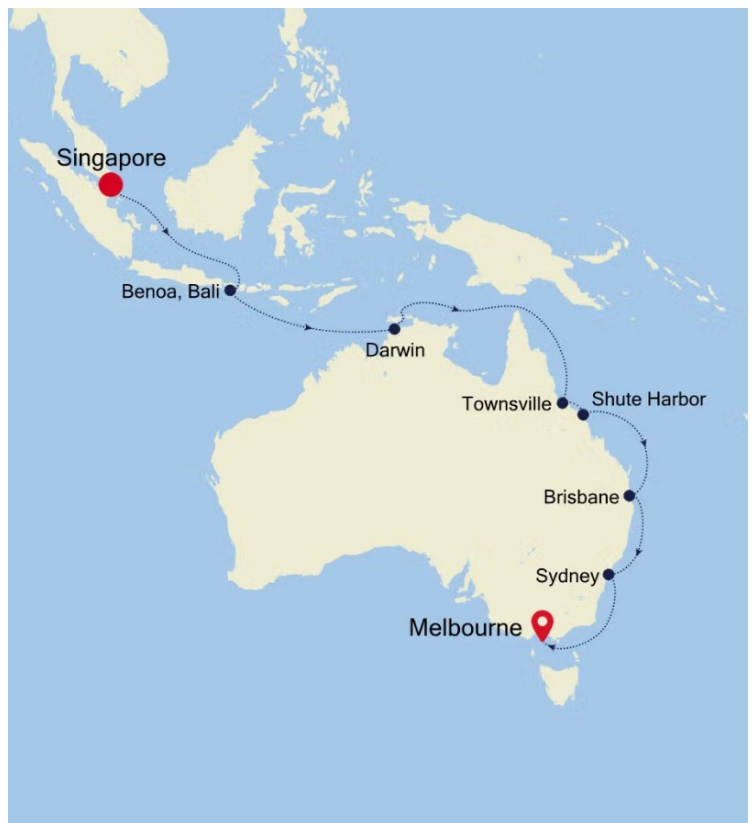 Singapore
Benoa, Bali
Darwin
Townsville
Shute Harbor
Brisbane
Sydney
Melbourne